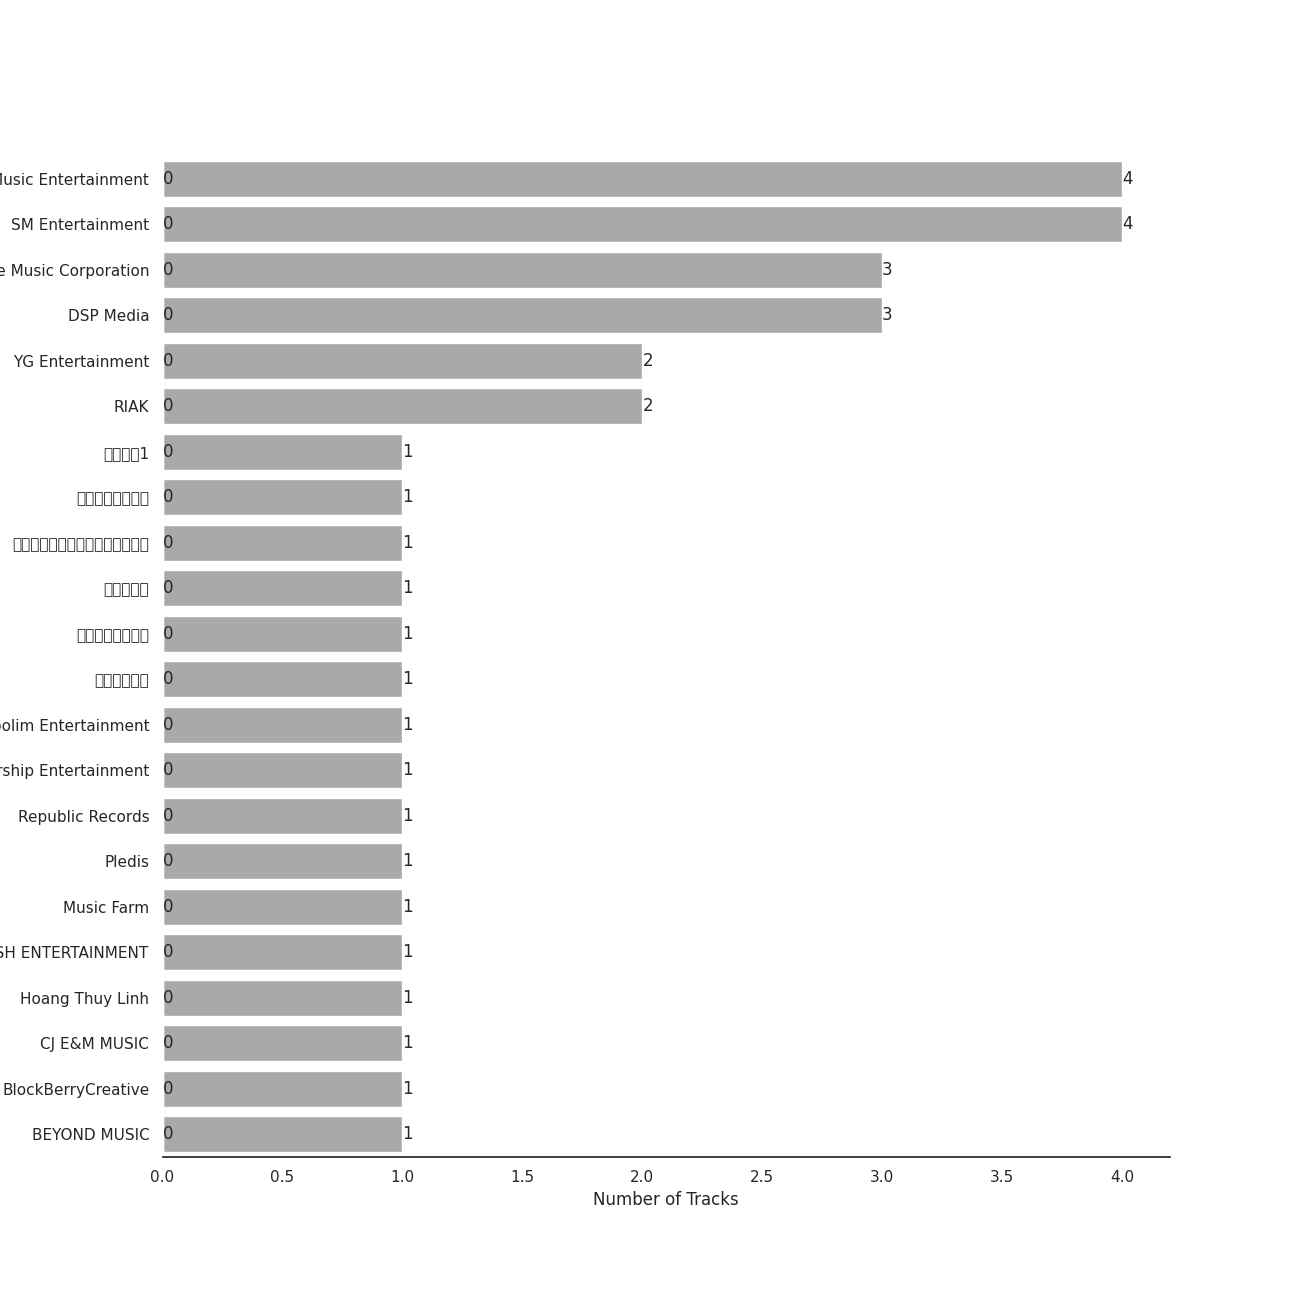 Music Entertainment 0 4
SM Entertainment 0 4
e Music Corporation 0 3
DSP Media 0 3
YG Entertainment 0 2
RIAK 0 2
1 0 1
0 1
0 1
0 1
0 1
0 1
oolim Entertainment 0 1
rship Entertainment 0 1
Republic Records 0 1
Pledis 0 1
Music Farm 0 1
SH ENTERTAINMENT 0 1
Hoang Thuy Linh 0 1
CJ E&M MUSIC 0 1
BlockBerryCreative 0 1
BEYOND MUSIC 0 1
0.0 0.5 1.0 1.5 2.0 2.5 3.0 3.5 4.0
Number of Tracks